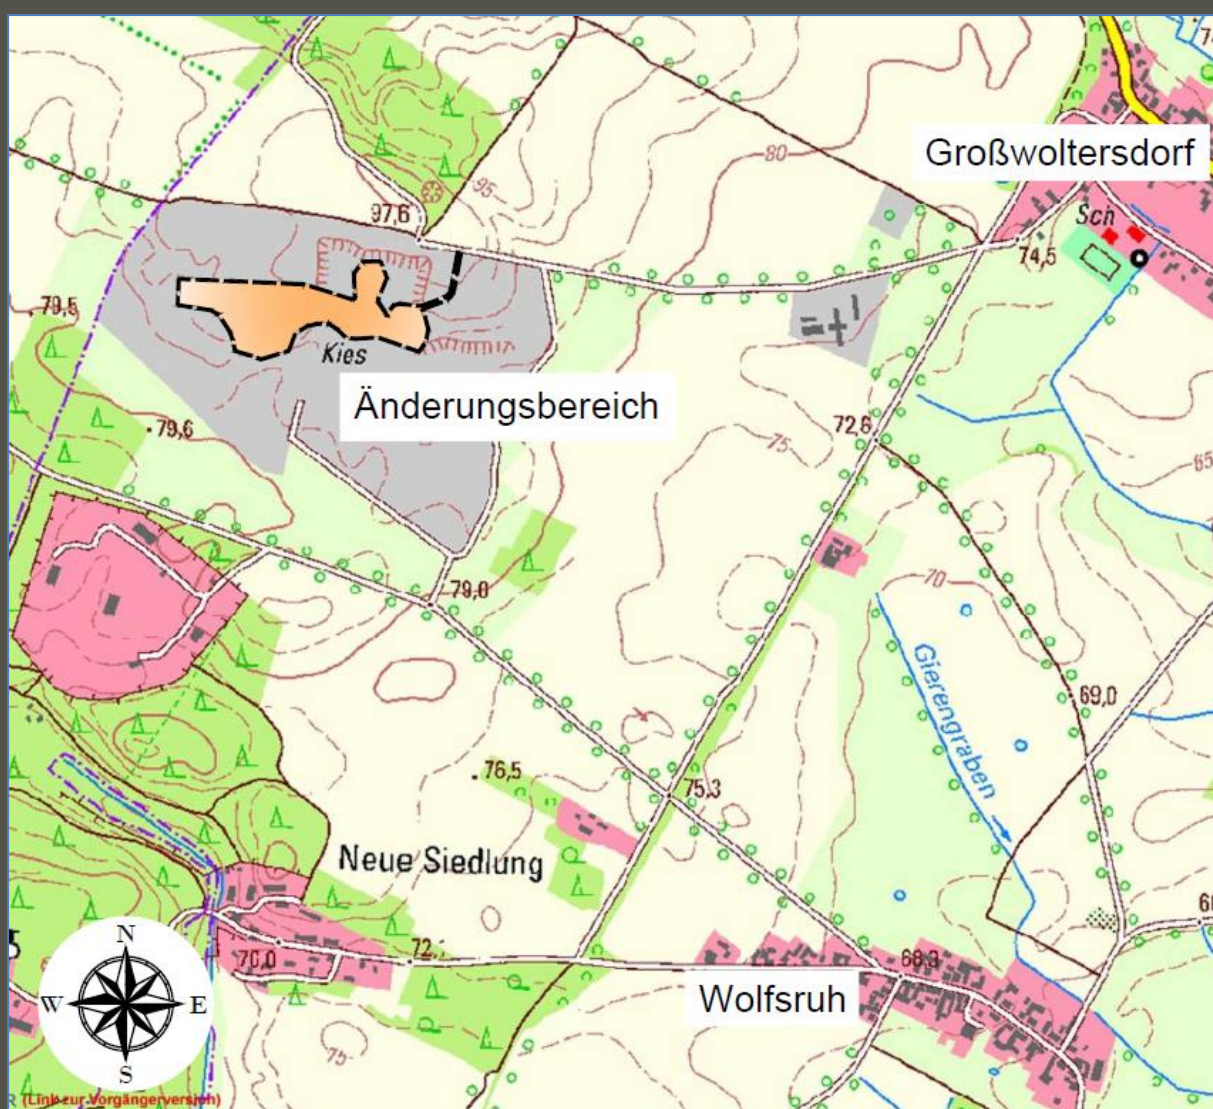 80
Großwoltersdorf
95
97,6
Sch
74,5
79,5
Kies
Änderungsbereich
79,6
75
72,6
65
70
79,0
Gierengraben
69,0
76,5
75,3
Neue Siedlung
72,
70,0
68,3
Wolfsruh
N
W
E
S
75
(Link zur Vorgängerversion)